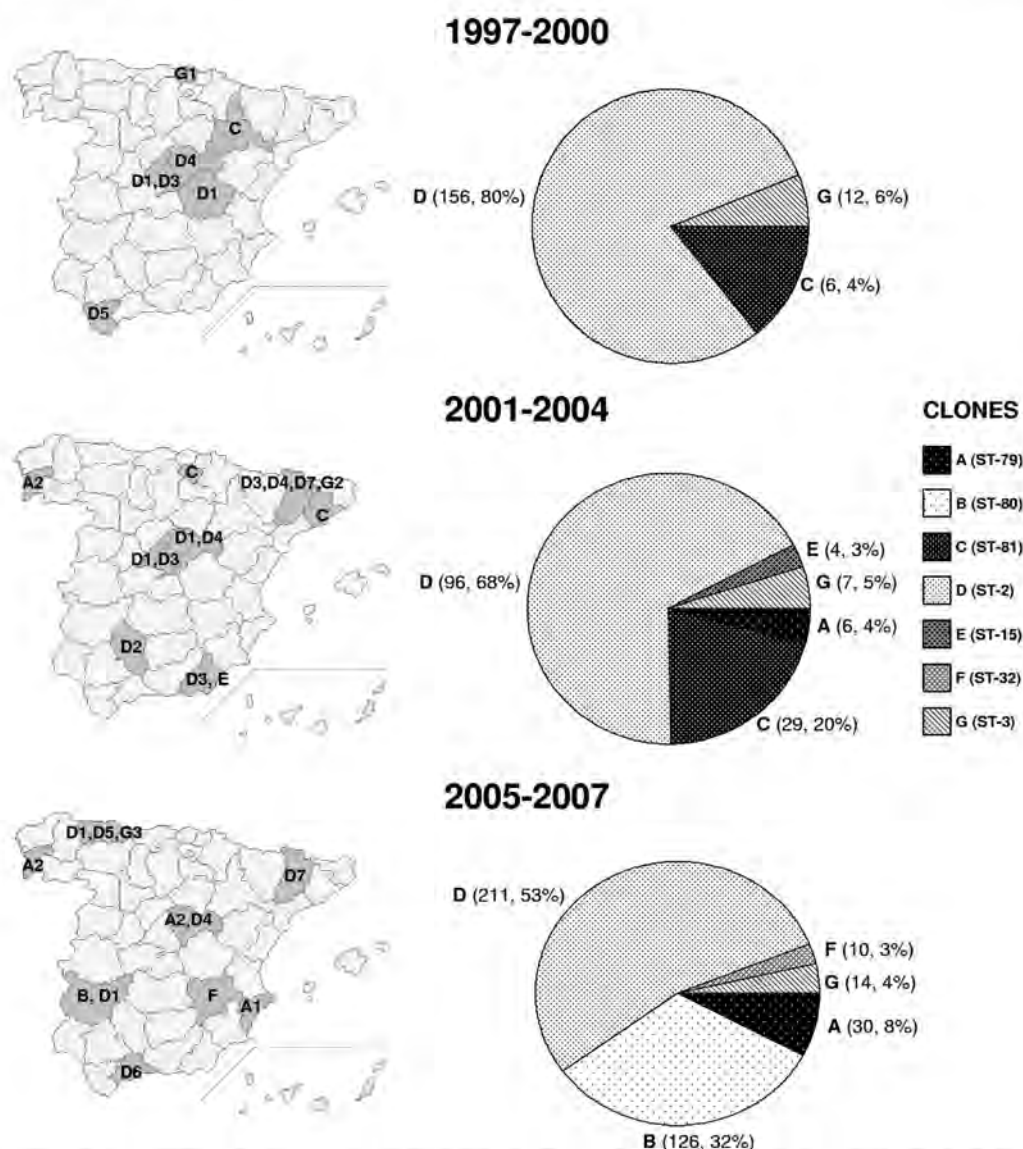 1997-2000
G1
C
D4
D1,D3
D1
D5
D (156, 80%)
G (12, 6%)
C (6, 4%)
2001-2004
A2
C
D3,D4,D7,G2
C
D1,D4
D1,D3
D2
D3, E
D (96, 68%)
E (4, 3%)
G (7, 5%)
A (6, 4%)
C (29, 20%)
CLONES
A (ST-79)
B (ST-80)
C (ST-81)
D (ST-2)
E (ST-15)
F (ST-32)
G (ST-3)
2005-2007
D1,D5,G3
A2
D7
A2,D4
B, D1
F
A1
D6
D (211, 53%)
F (10, 3%)
G (14, 4%)
A (30, 8%)
B (126, 32%)